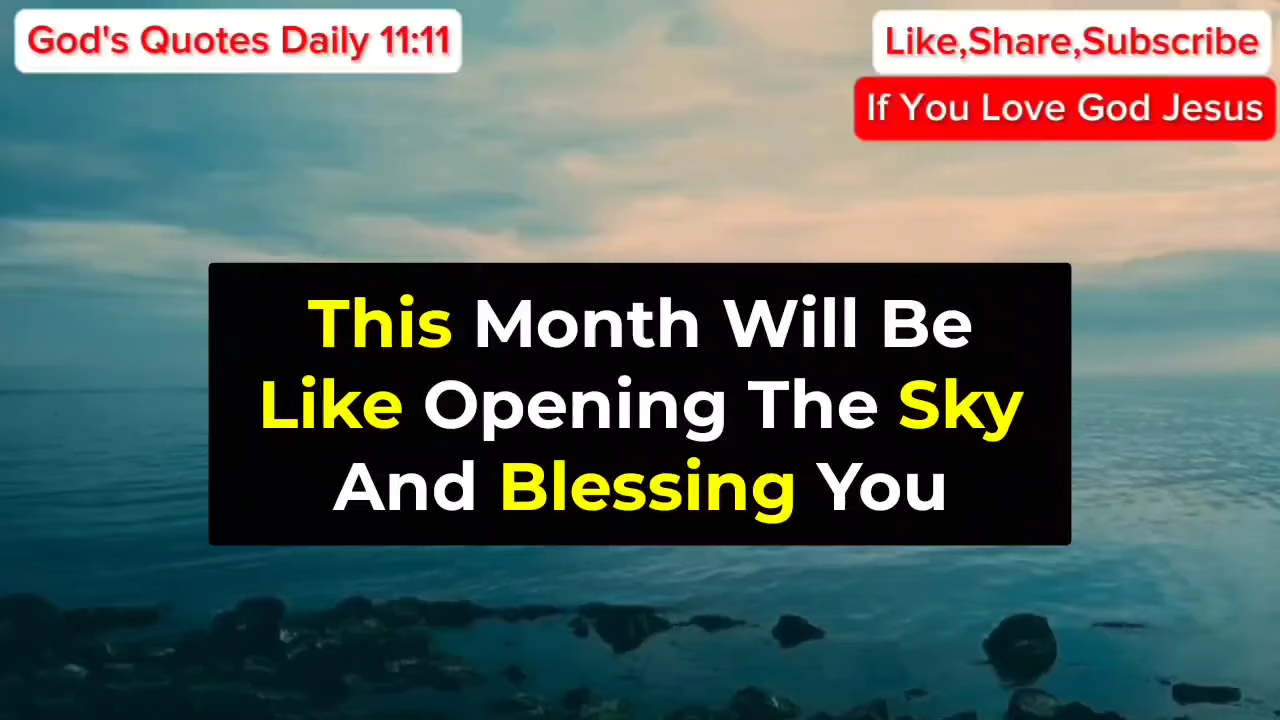 God's Quotes Daily 11:11
Like,Share,Subscribe
If You Love God Jesus
This Month Will Be
Like Opening The Sky
And Blessing You